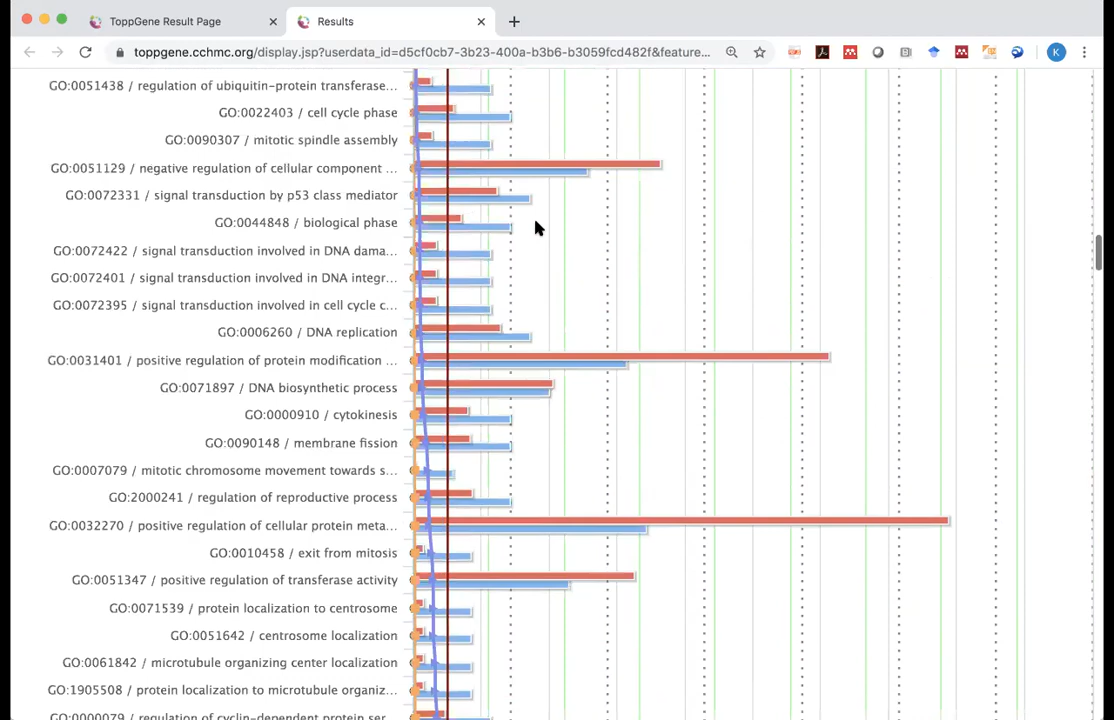 ToppGene Result Page
Results
toppgene.cchmc.org/display.jsp?userdata_id=d5cf0cb7-3b23-400a-b3b6-b3059fcd482f&feature...
K
GO:0051438 / regulation of ubiquitin-protein transferase...
GO:0022403 / cell cycle phase
GO:0090307 / mitotic spindle assembly
GO:0051129 / negative regulation of cellular component ...
GO:0072331 / signal transduction by p53 class mediator
GO:0044848 / biological phase
GO:0072422 / signal transduction involved in DNA dama...
GO:0072401 / signal transduction involved in DNA integr...
GO:0072395 / signal transduction involved in cell cycle c...
GO:0006260 / DNA replication
GO:0031401 / positive regulation of protein modification ...
GO:0071897 / DNA biosynthetic process
GO:0000910 / cytokinesis
GO:0090148 / membrane fission
GO:0007079 / mitotic chromosome movement towards s...
GO:2000241 / regulation of reproductive process
GO:0032270 / positive regulation of cellular protein meta...
GO:0010458 / exit from mitosis
GO:0051347 / positive regulation of transferase activity
GO:0071539 / protein localization to centrosome
GO:0051642 / centrosome localization
GO:0061842 / microtubule organizing center localization
GO:1905508 / protein localization to microtubule organiz...
GO:0000079 / regulation of cyclin-dependent protein ser...